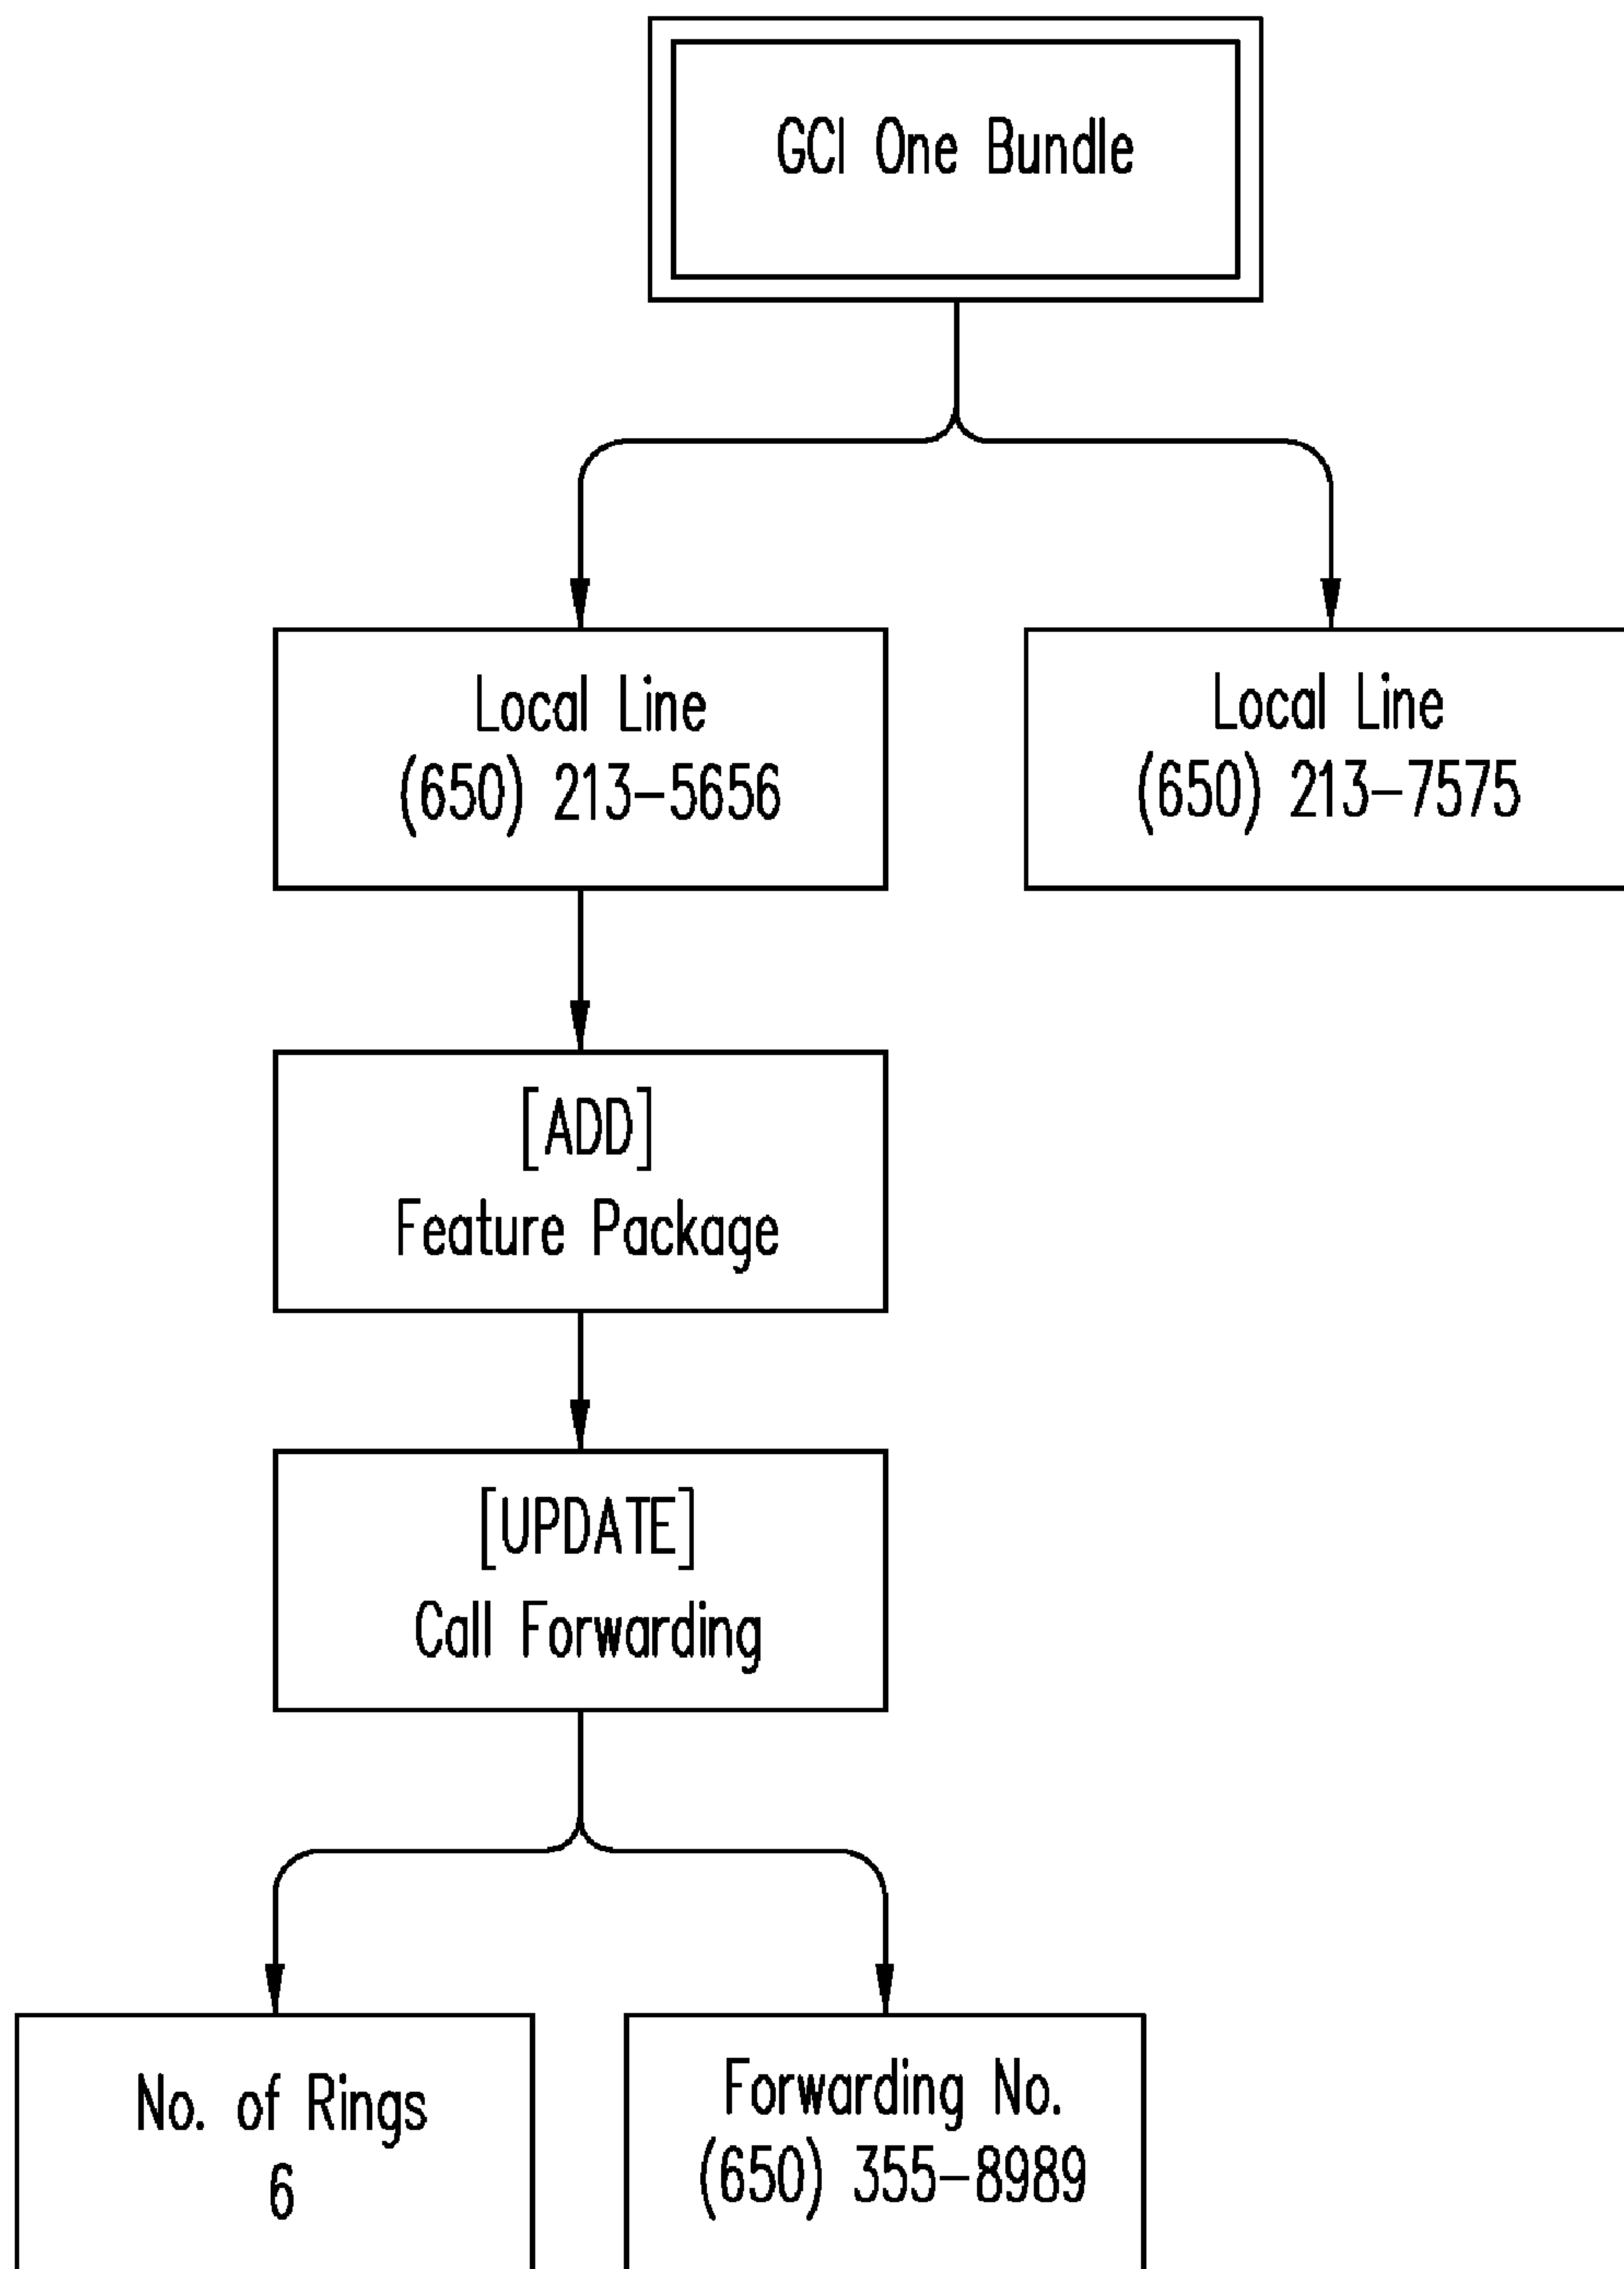 GCI One Bundle
Local Line
(650) 213-5656
Local Line
(650) 213-7575
[ADD]
Feature Package
[UPDATE]
Call Forwarding
No. of Rings
6
Forwarding No.
(650) 355-8989